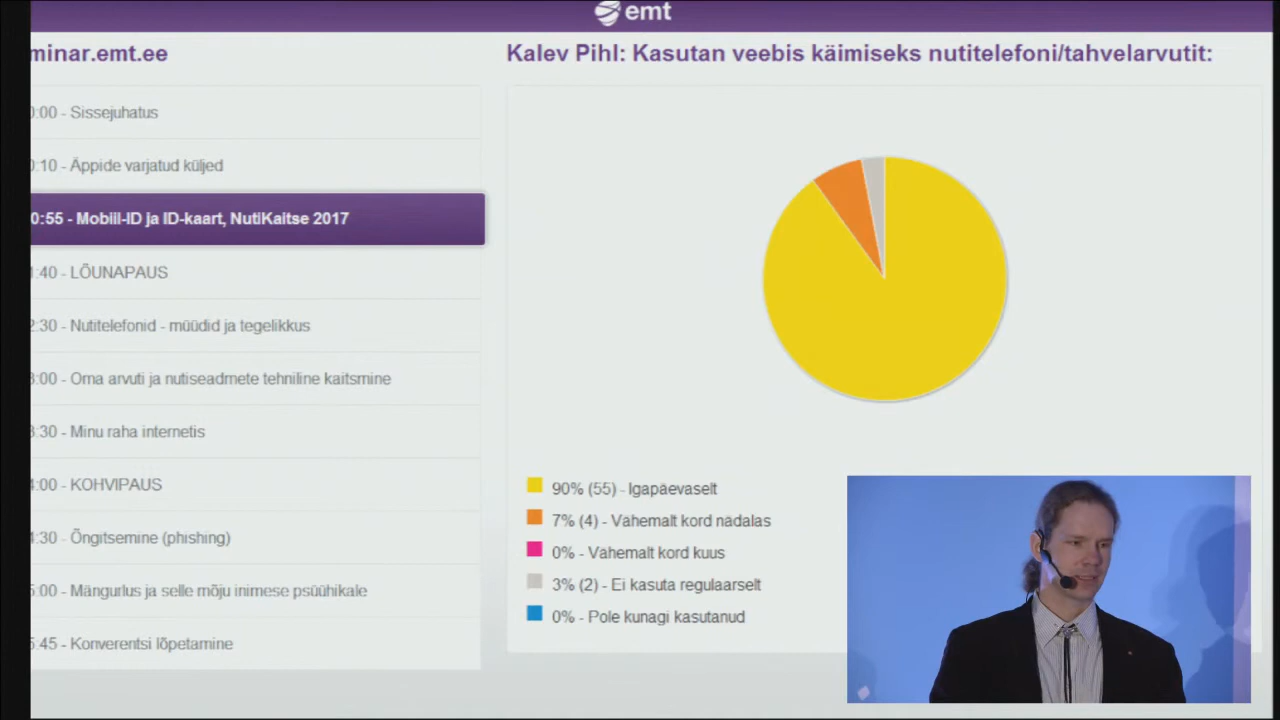 emt
minar.emt.ee
Kalev Pihl: Kasutan veebis käimiseks nutitelefoni/tahvelarvutit:
0:00 - Sissejuhatus
0:10 - Äppide varjatud küljed
0:55 - Mobiil-ID ja ID-kaart, NutiKaitse 2017
1:40 - LÕUNAPAUS
2:30 - Nutitelefonid - müüdid ja tegelikkus
3:00 - Oma arvuti ja nutiseadmete tehniline kaitsmine
3:30 - Minu raha internetis
4:00 - KOHVIPAUS
4:30 - Õngitsemine (phishing)
5:00 - Mängurlus ja selle mõju inimese psüühikale
5:45 - Konverentsi lõpetamine
90% (55) - Igapäevaselt
7% (4) - Vähemalt kord nädalas
0% - Vähemalt kord kuus
3% (2) - Ei kasuta regulaarselt
0% - Pole kunagi kasutanud